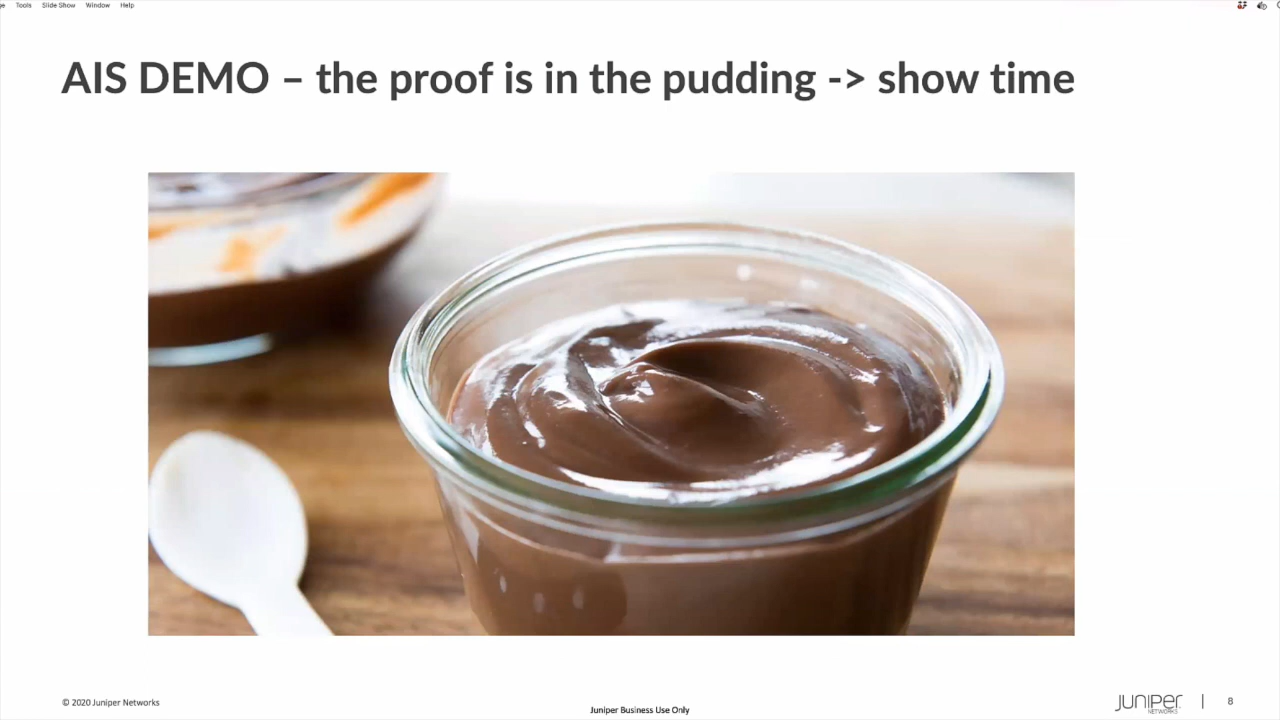 Tools Slide Show Window Help
AIS DEMO – the proof is in the pudding -> show time
© 2020 Juniper Networks
Juniper Business Use Only
JUNIPER
NETWORKS
| 8